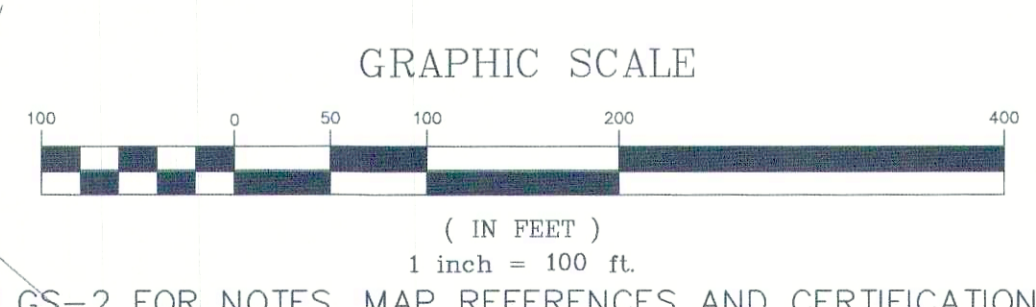 GRAPHIC SCALE
100 0 50 100 200 400
( IN FEET )
1 inch = 100 ft.
GS-2 FOR NOTES, MAP REFERENCES AND CERTIFICATION